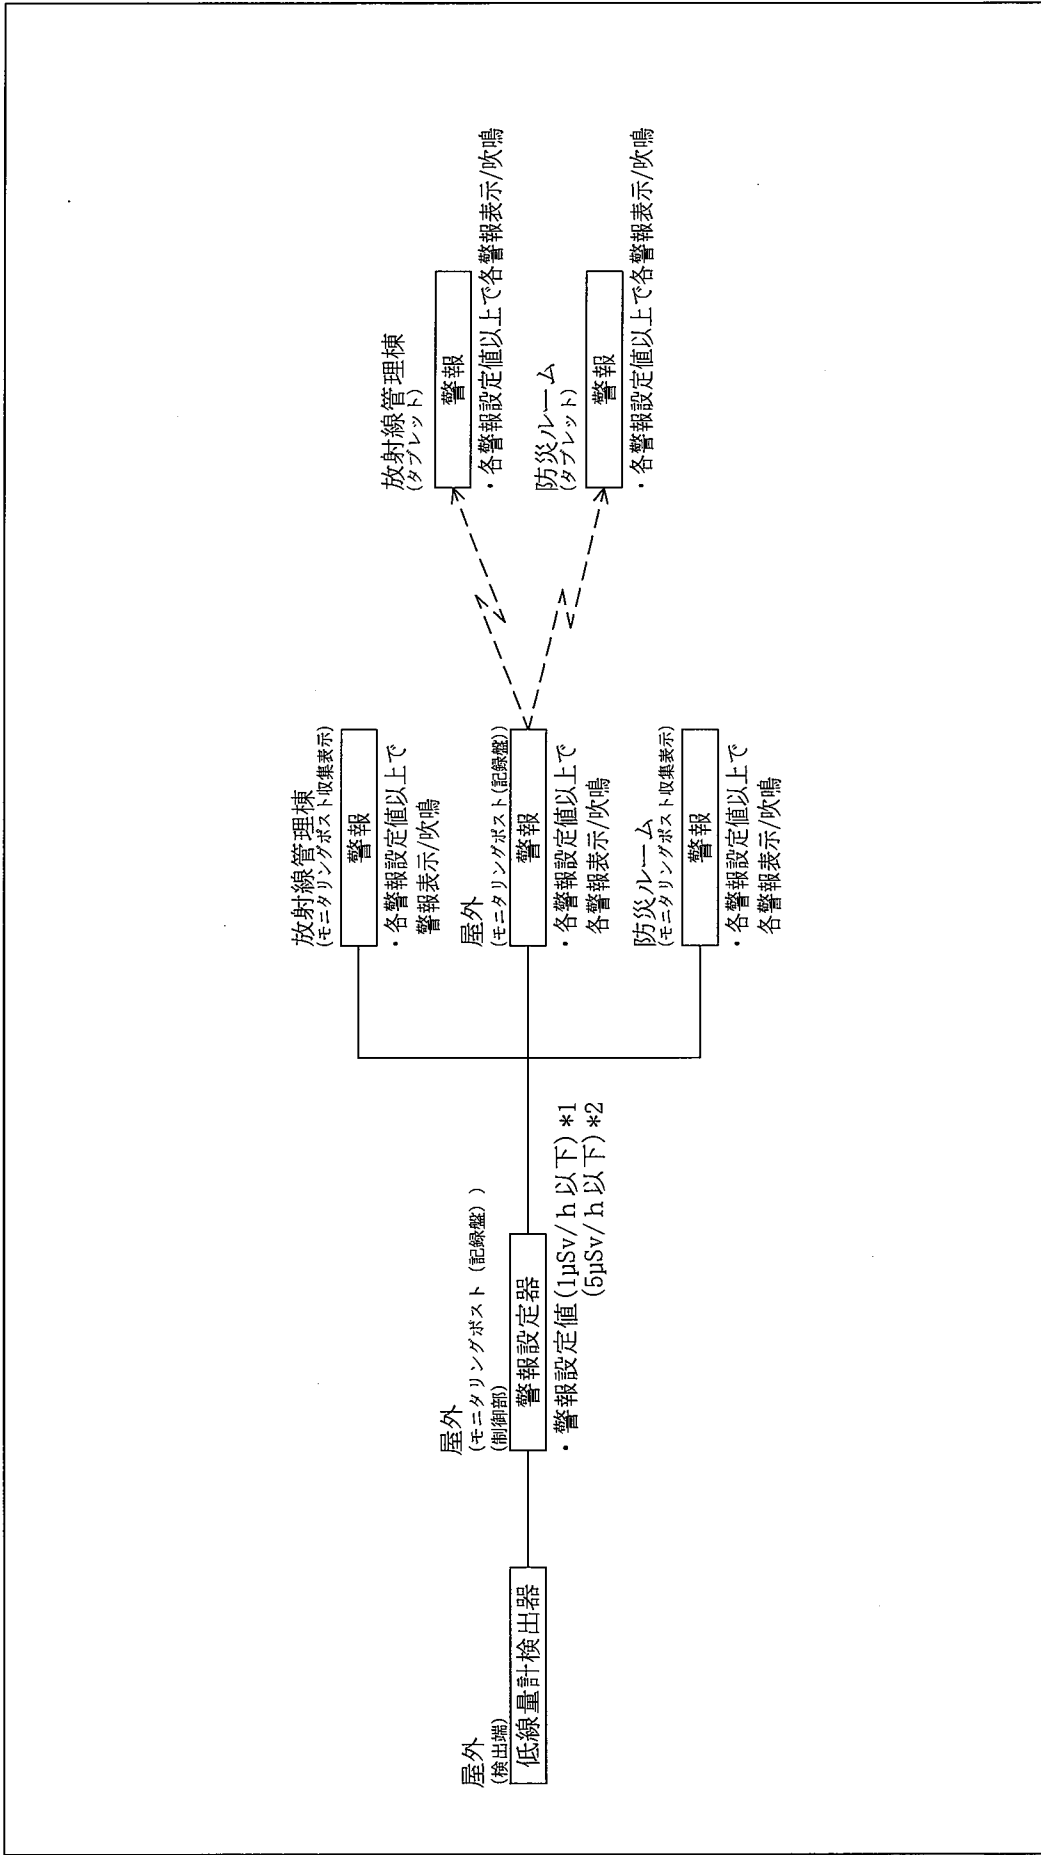 屋外
(検出端)
低線量計検出器
屋外
(モニタリングポスト (記録盤) )
(制御部)
警報設定器
・警報設定値(1μSv/h以下)*1
(5μSv/h以下)*2
放射線管理棟
(モニタリングポスト収集表示)
警報
・各警報設定値以上で
警報表示/吹鳴
屋外
(モニタリングポスト(記録盤))
警報
・各警報設定値以上で
各警報表示/吹鳴
防災ルーム
(モニタリングポスト収集表示)
警報
・各警報設定値以上で
各警報表示/吹鳴
放射線管理棟
(タブレット)
警報
・各警報設定値以上で各警報表示/吹鳴
防災ルーム
(タブレット)
警報
・各警報設定値以上で各警報表示/吹鳴